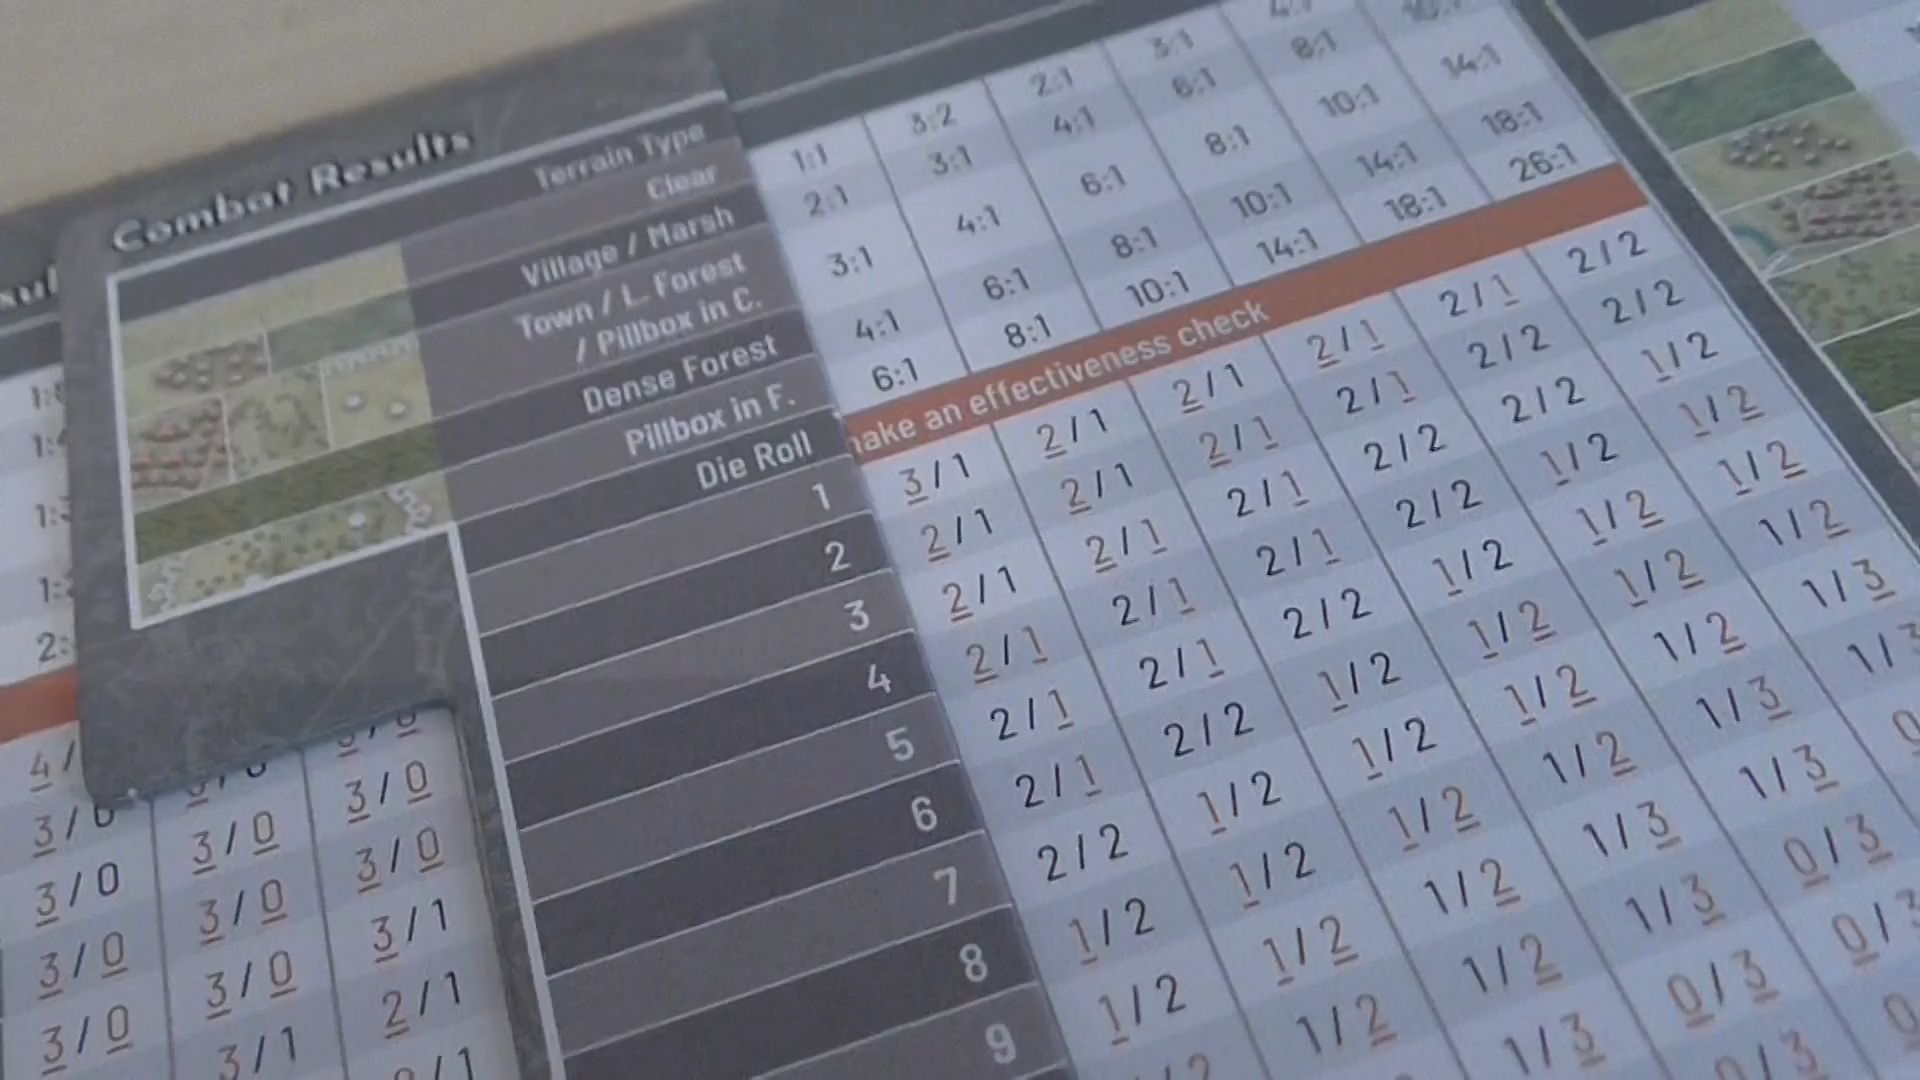 Combat Results
Terrain Type
Clear 1:1 3:2 2:1 3:1
Village / Marsh 2:1 3:1 4:1 6:1 8:1
Town / L. Forest
/ Pillbox in C. 3:1 4:1 6:1 8:1 10:1 14:1
Dense Forest 4:1 6:1 8:1 10:1 14:1 18:1
Pillbox in F. 6:1 8:1 10:1 14:1 18:1 26:1
Die Roll make an effectiveness check
1 3/1 2/1 2/1 2/1 2/1 2/2
2 2/1 2/1 2/1 2/1 2/2 2/2
3 2/1 2/1 2/1 2/2 2/2 1/2
4 2/1 2/1 2/1 2/2 1/2 1/2
5 2/1 2/1 2/2 1/2 1/2 1/2
6 2/1 2/2 1/2 1/2 1/2 1/2
7 2/2 1/2 1/2 1/2 1/2 1/3
8 1/2 1/2 1/2 1/2 1/3 1/3
9 1/2 1/2 1/2 1/3 1/3
1/2 1/2 1/3 0/3
1/3 0/3
0/3
3/0 3/0 3/0
3/0 3/0 3/1
3/0 3/0 2/1
3/0 3/1